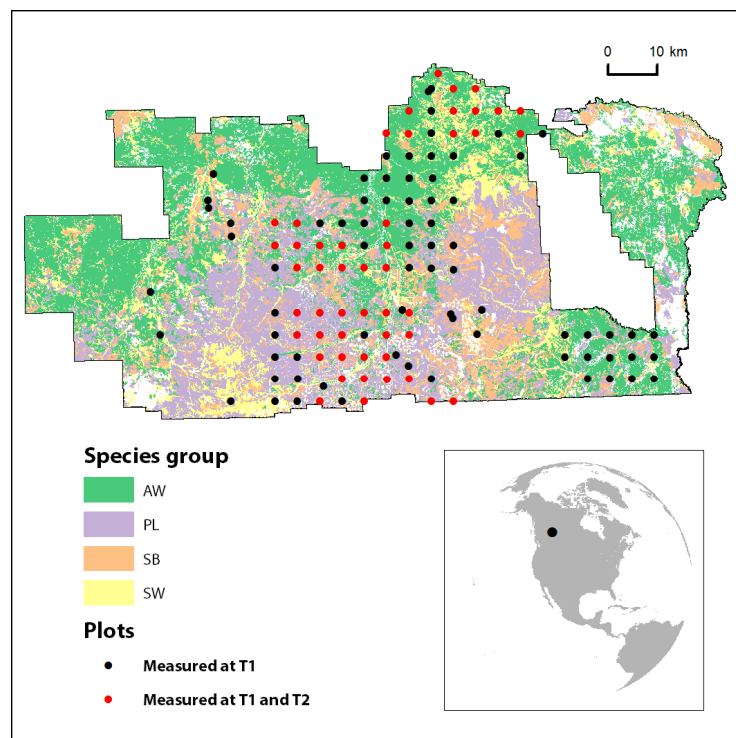 0 10 km
Species group
AW
PL
SB
SW
Plots
Measured at T1
Measured at T1 and T2